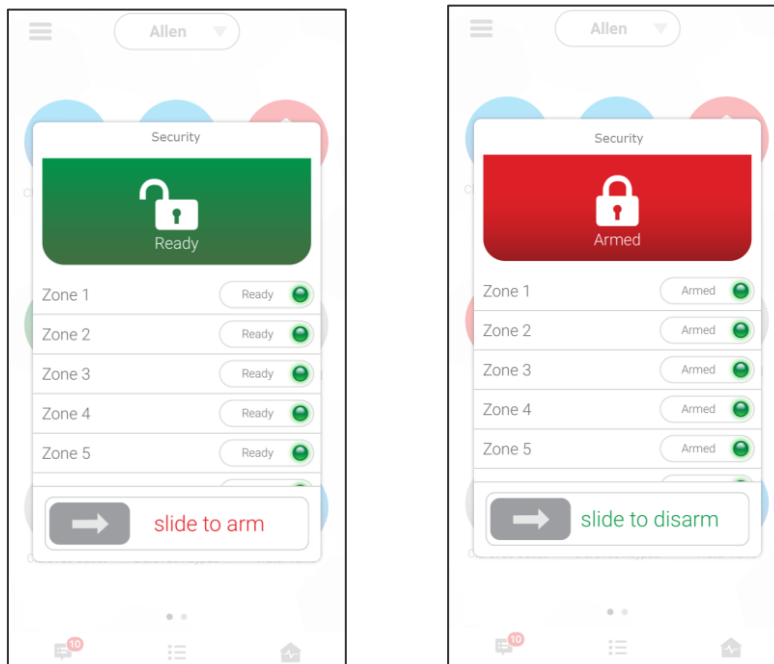 Allen
Security
Ready
Zone 1 Ready
Zone 2 Ready
Zone 3 Ready
Zone 4 Ready
Zone 5 Ready
slide to arm
10
Allen
Security
Armed
Zone 1 Armed
Zone 2 Armed
Zone 3 Armed
Zone 4 Armed
Zone 5 Armed
slide to disarm
10